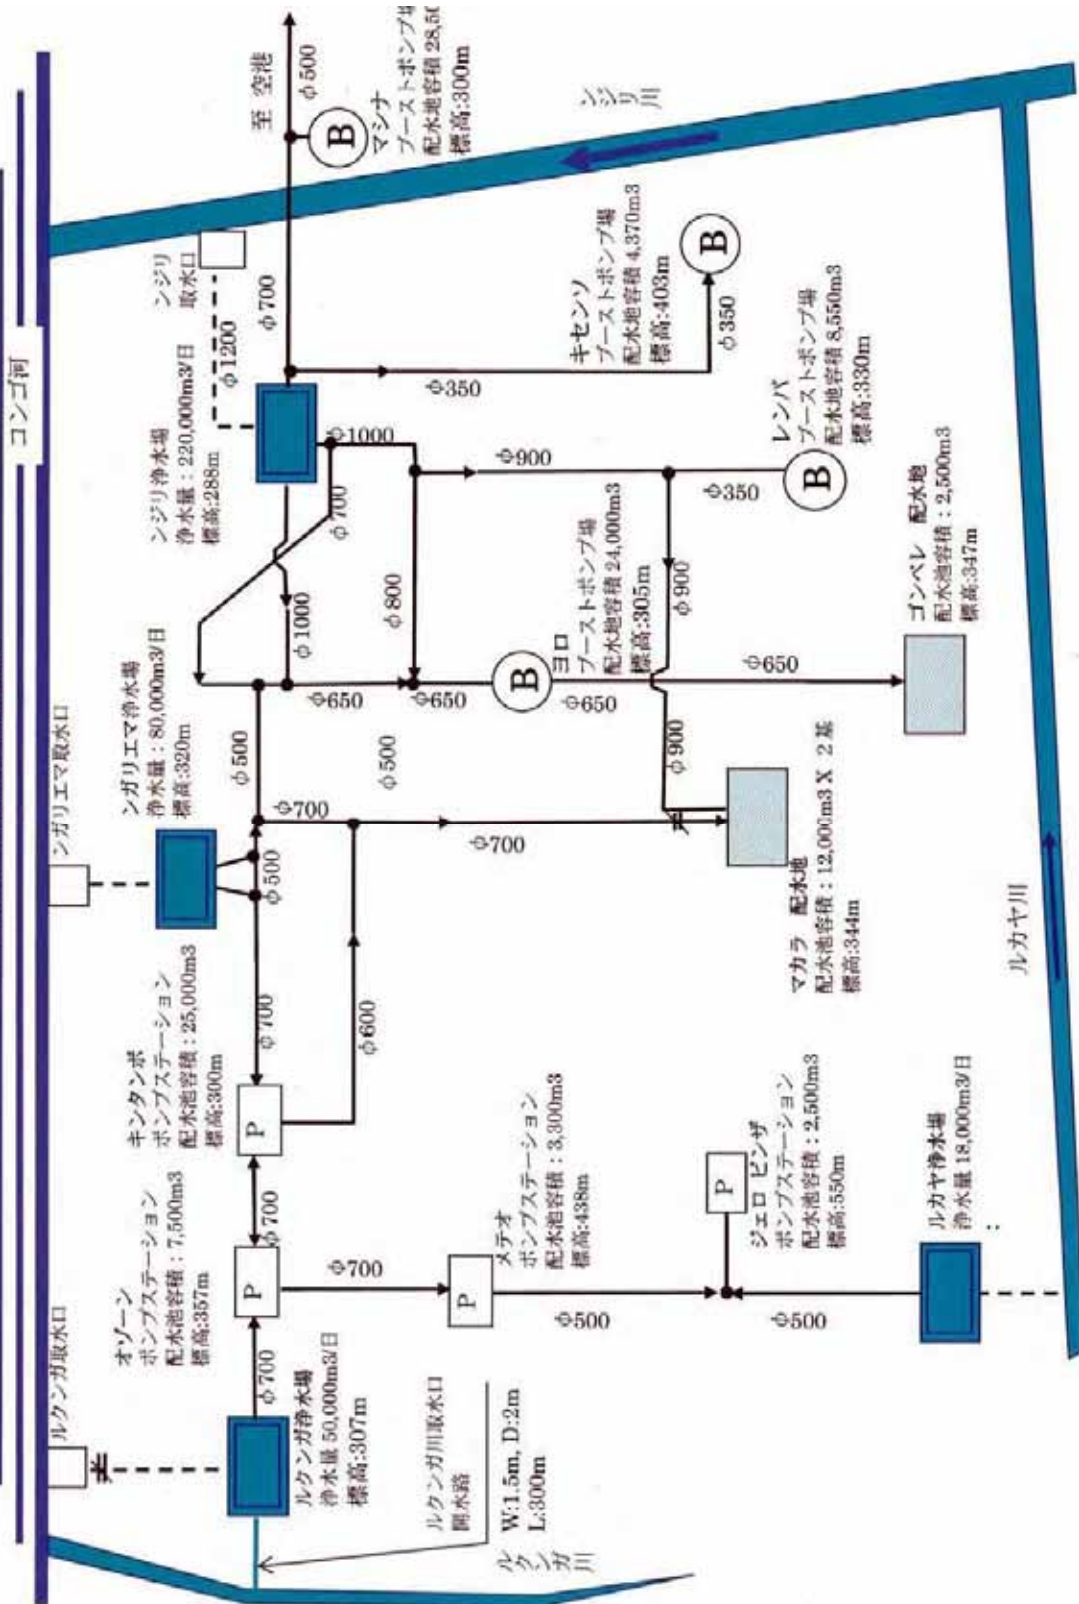 コンゴ河
ルクンガ取水口
ンガリエマ取水口
ンジリ
取水口
オゾーン
ポンプステーション
配水池容積：7,500m3
標高:357m
キンタンボ
ポンプステーション
配水池容積：25,000m3
標高:300m
ンガリエマ浄水場
浄水量：80,000m3/日
標高:320m
ンジリ浄水場
浄水量：220,000m3/日
標高:288m
至 空港
φ500
φ1200
φ700
B
マシナ
ブーストポンプ場
配水地容積 28,50
標高:300m
ンジリ川
φ700
P
φ700
P
φ700
φ500
φ500
φ700
φ1000
φ700
φ1000
φ350
ルクンガ浄水場
浄水量 50,000m3/日
標高:307m
φ700
φ600
φ500
φ650
φ650
φ800
φ900
キセンソ
ブーストポンプ場
配水地容積 4,370m3
標高:403m
B
φ350
ルクンガ川取水口
開水路
W:1.5m, D:2m
L:300m
ルクンガ川
P
メテオ
ポンプステーション
配水池容積：3,300m3
標高:438m
φ700
B
ヨロ
ブーストポンプ場
配水地容積 24,000m3
標高:305m
φ650
φ900
φ900
φ350
レンバ
ブーストポンプ場
配水地容積 8,550m3
標高:330m
B
φ650
φ500
φ500
P
ジェロ ビンザ
ポンプステーション
配水池容積：2,500m3
標高:550m
マカラ 配水地
配水池容積：12,000m3 X 2 基
標高:344m
ゴンベレ 配水地
配水池容積：2,500m3
標高:347m
ルカヤ浄水場
浄水量 18,000m3/日
:
ルカヤ川